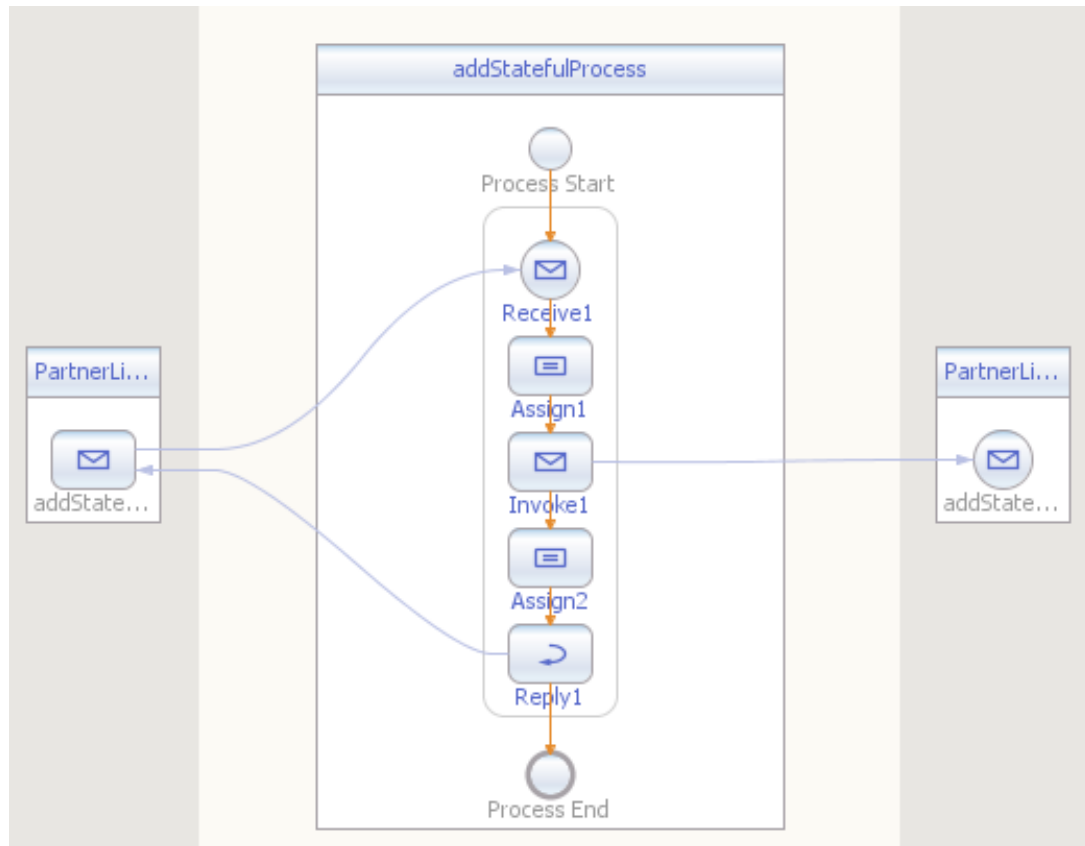 addStatefulProcess
Process Start
Receive1
PartnerLi...
addState...
Assign1
Invoke1
Assign2
Reply1
Process End
PartnerLi...
addState...